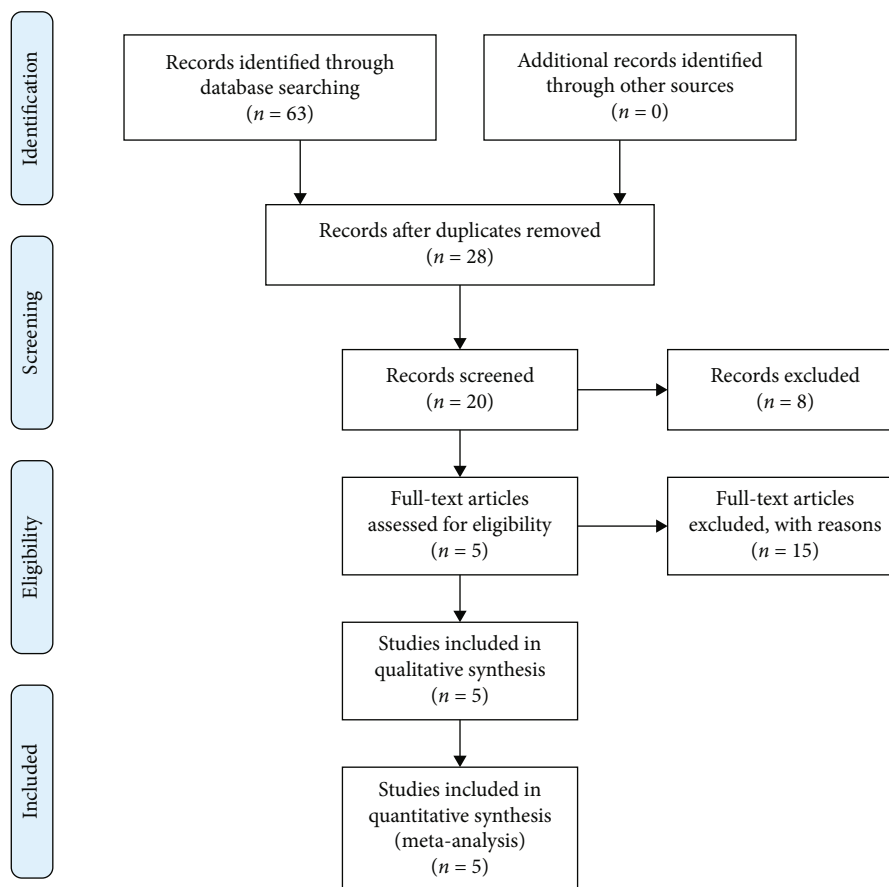 Identification
Records identified through
database searching
(n = 63)
Additional records identified
through other sources
(n = 0)
Records after duplicates removed
(n = 28)
Screening
Records screened
(n = 20)
Records excluded
(n = 8)
Eligibility
Full-text articles
assessed for eligibility
(n = 5)
Full-text articles
excluded, with reasons
(n = 15)
Studies included in
qualitative synthesis
(n = 5)
Included
Studies included in
quantitative synthesis
(meta-analysis)
(n = 5)